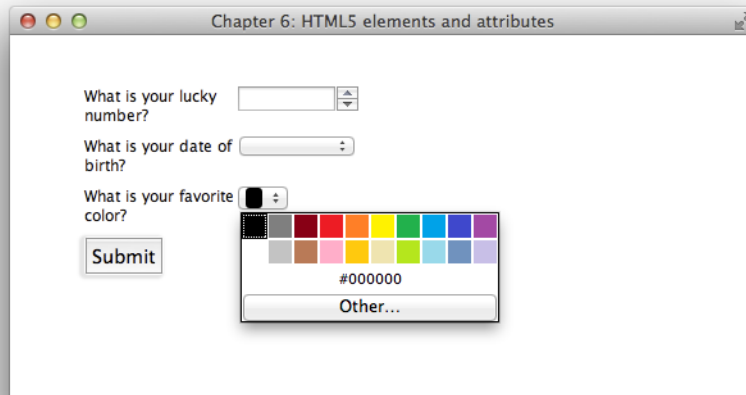 Chapter 6: HTML5 elements and attributes
What is your lucky
number?
What is your date of
birth?
What is your favorite
color?
Submit
#000000
Other...